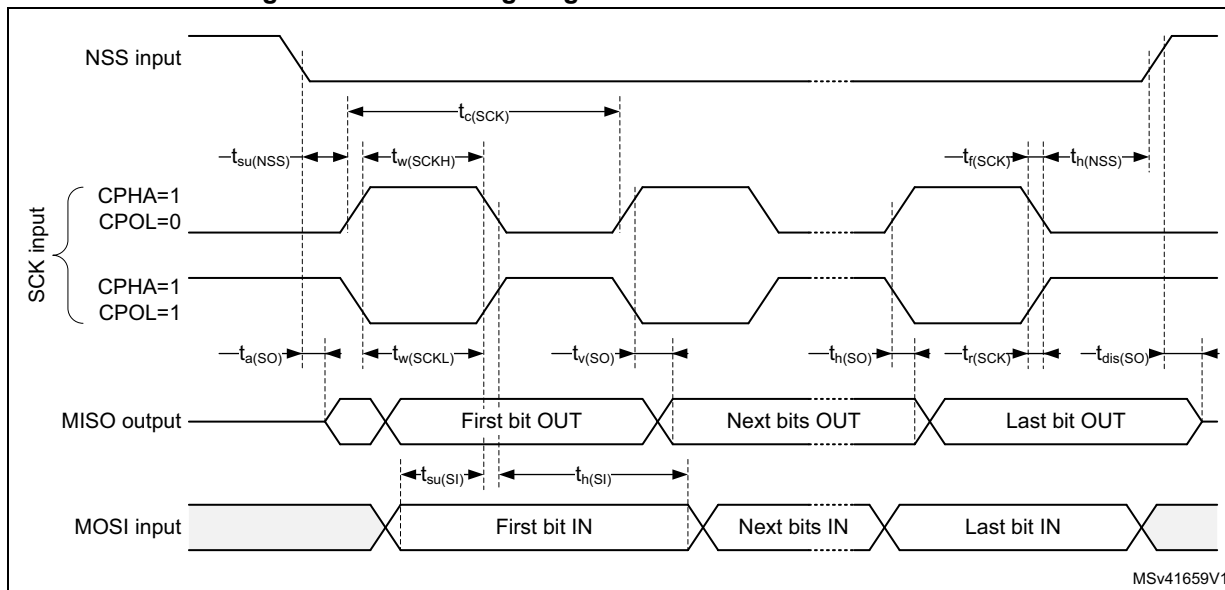 NSS input
tc(SCK)
tsu(NSS)
tw(SCKH)
tf(SCK)
th(NSS)
SCK input
CPHA=1
CPOL=0
CPHA=1
CPOL=1
ta(SO)
tw(SCKL)
tv(SO)
th(SO)
tr(SCK)
tdis(SO)
MISO output
First bit OUT
Next bits OUT
Last bit OUT
tsu(SI)
th(SI)
MOSI input
First bit IN
Next bits IN
Last bit IN
MSv41659V1